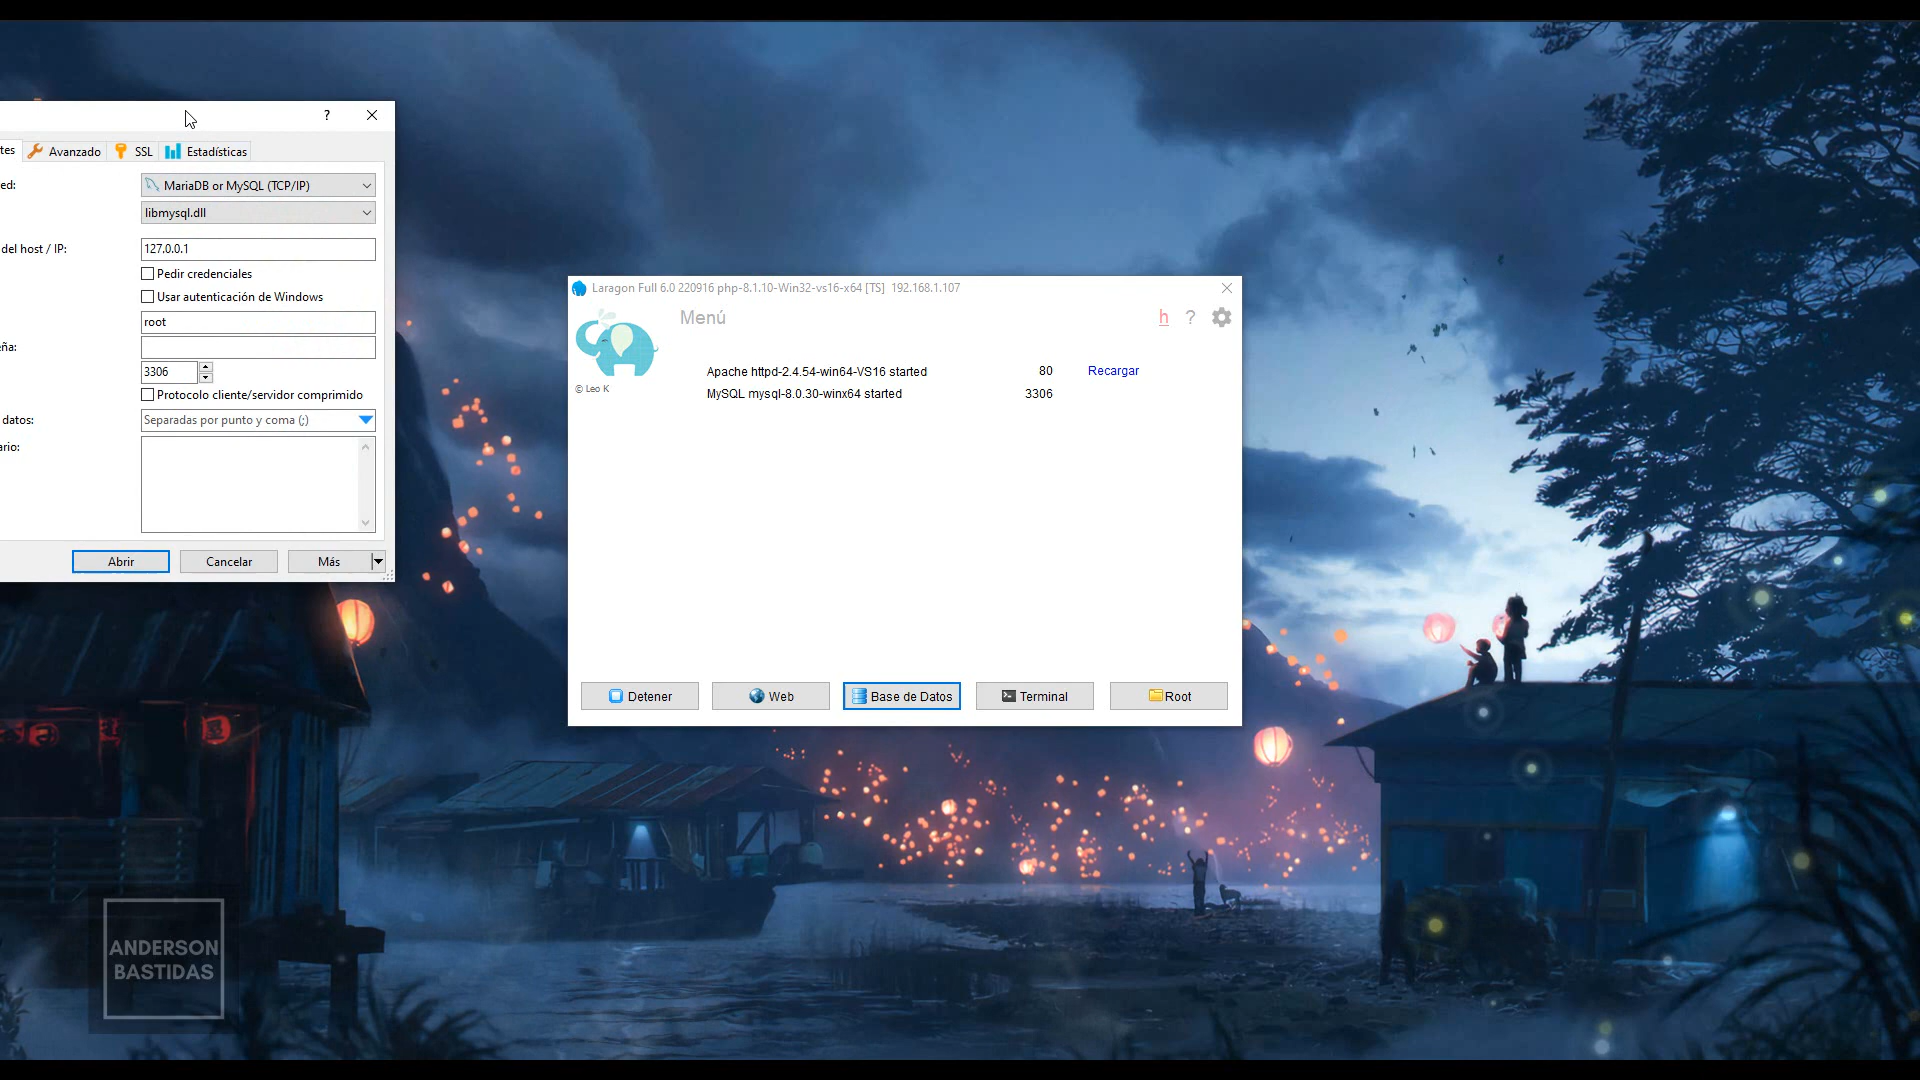 ?
tes Avanzado SSL Estadísticas
ed: MariaDB or MySQL (TCP/IP)
libmysql.dll
del host / IP: 127.0.0.1
Pedir credenciales
Usar autenticación de Windows
root
eña:
3306
Protocolo cliente/servidor comprimido
datos: Separadas por punto y coma (;)
ario:
Abrir Cancelar Más
Laragon Full 6.0 220916 php-8.1.10-Win32-vs16-x64 [TS] 192.168.1.107
Menú h ?
© Leo K
Apache httpd-2.4.54-win64-VS16 started 80 Recargar
MySQL mysql-8.0.30-winx64 started 3306
Detener Web Base de Datos Terminal Root
ANDERSON
BASTIDAS